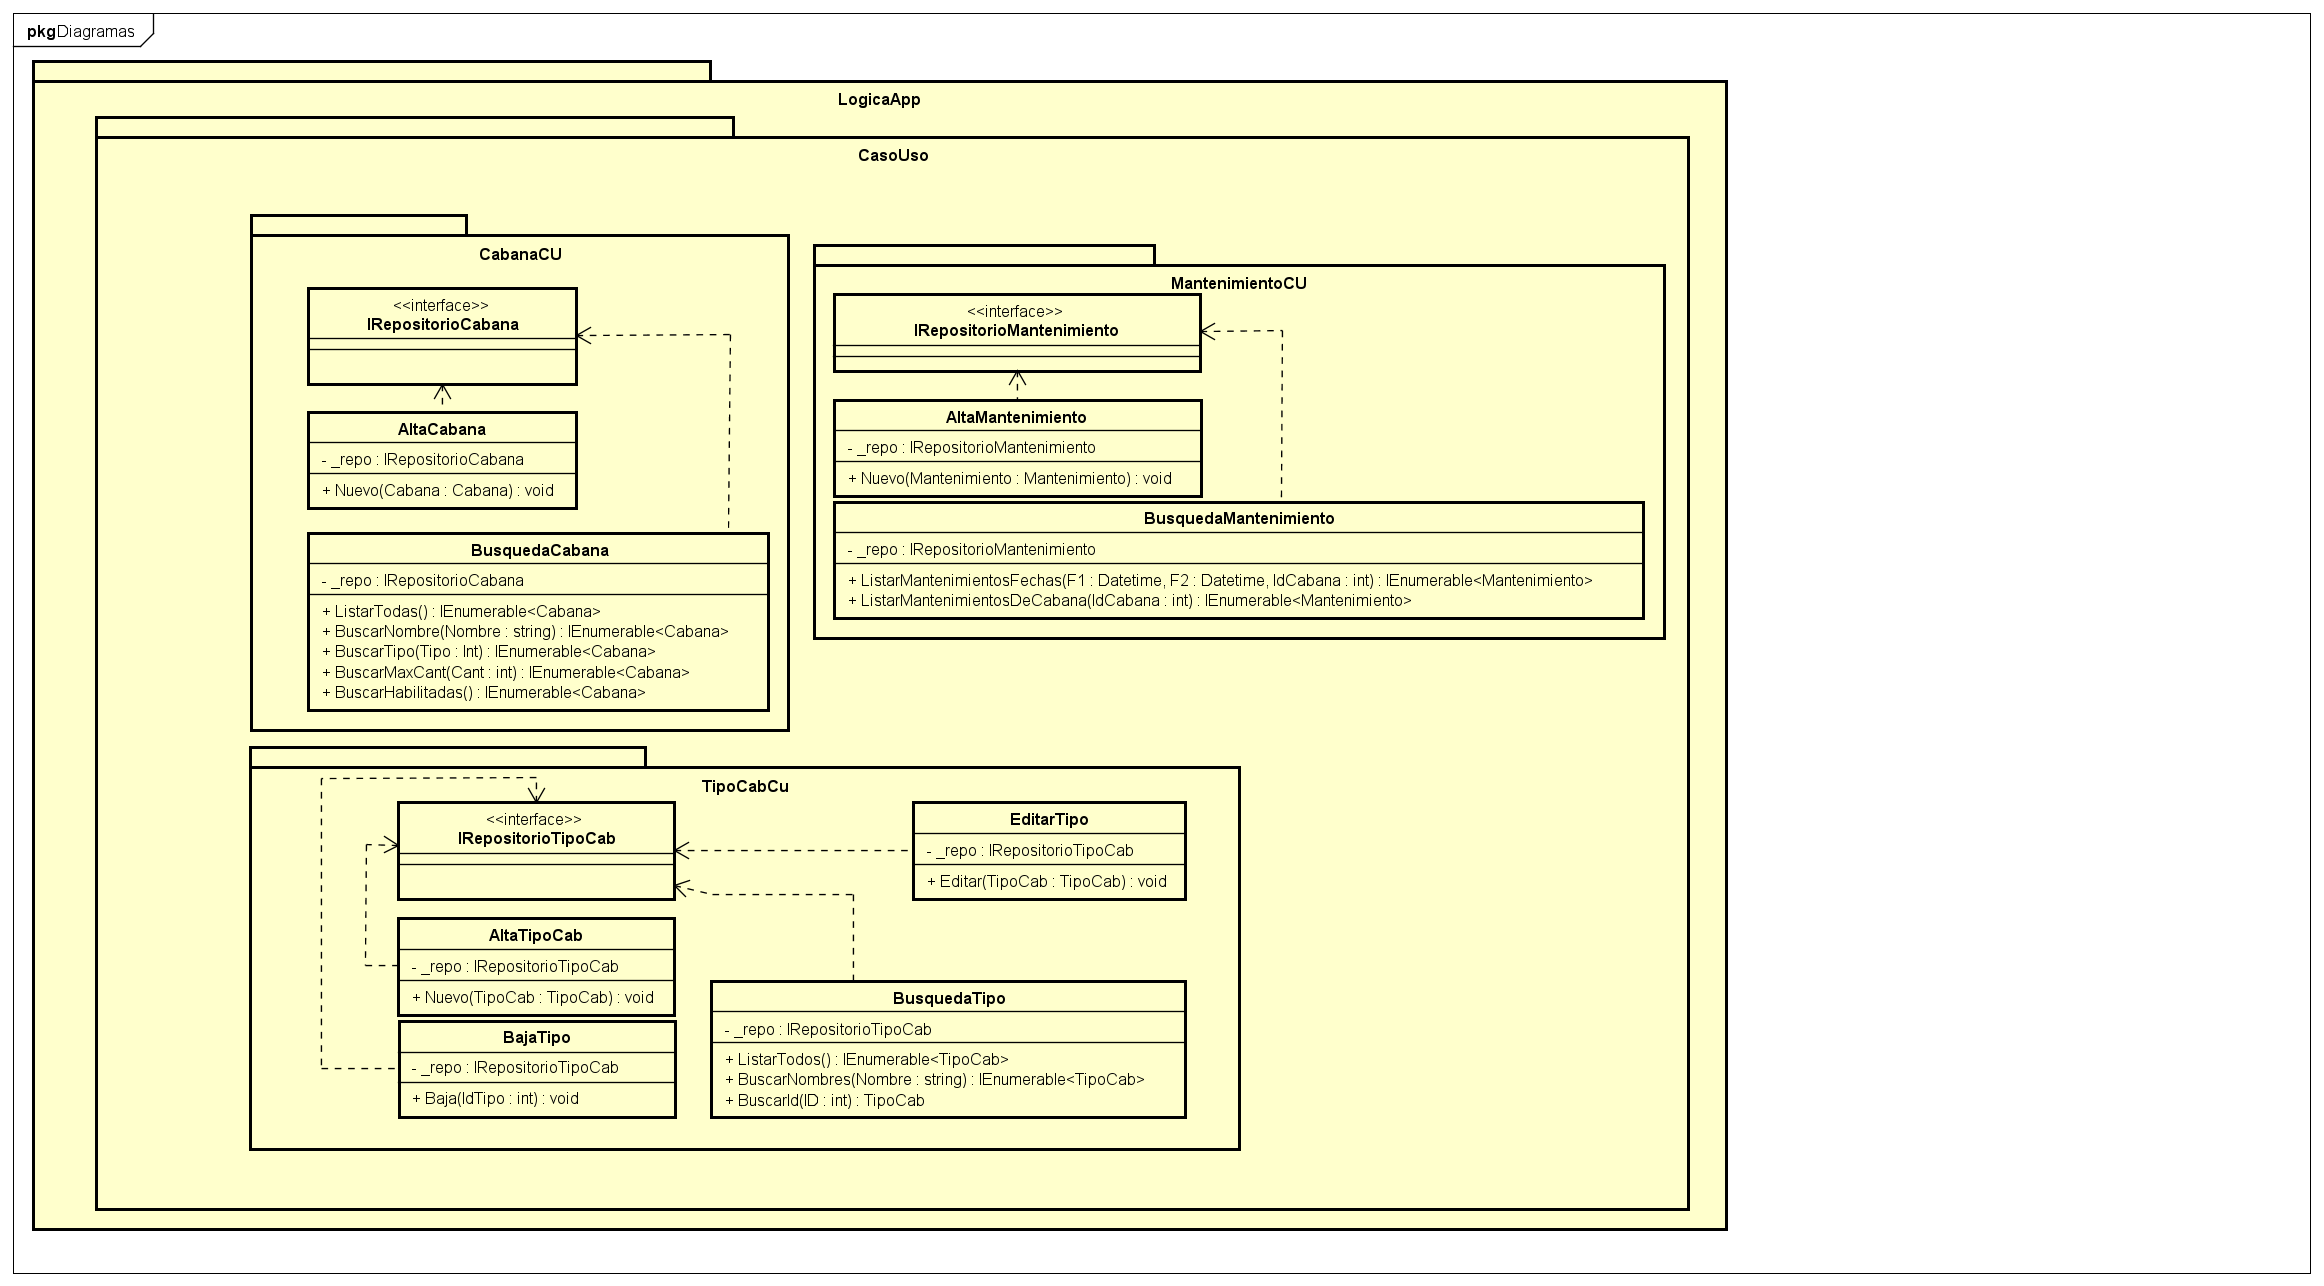 pkgDiagramas
LogicaApp
CasoUso
CabanaCU
<<interface>>
IRepositorioCabana
AltaCabana
- _repo : IRepositorioCabana
+ Nuevo(Cabana : Cabana) : void
BusquedaCabana
- _repo : IRepositorioCabana
+ ListarTodas() : IEnumerable<Cabana>
+ BuscarNombre(Nombre : string) : IEnumerable<Cabana>
+ BuscarTipo(Tipo : Int) : IEnumerable<Cabana>
+ BuscarMaxCant(Cant : int) : IEnumerable<Cabana>
+ BuscarHabilitadas() : IEnumerable<Cabana>
MantenimientoCU
<<interface>>
IRepositorioMantenimiento
AltaMantenimiento
- _repo : IRepositorioMantenimiento
+ Nuevo(Mantenimiento : Mantenimiento) : void
BusquedaMantenimiento
- _repo : IRepositorioMantenimiento
+ ListarMantenimientosFechas(F1 : Datetime, F2 : Datetime, IdCabana : int) : IEnumerable<Mantenimiento>
+ ListarMantenimientosDeCabana(IdCabana : int) : IEnumerable<Mantenimiento>
TipoCabCu
<<interface>>
IRepositorioTipoCab
EditarTipo
- _repo : IRepositorioTipoCab
+ Editar(TipoCab : TipoCab) : void
AltaTipoCab
- _repo : IRepositorioTipoCab
+ Nuevo(TipoCab : TipoCab) : void
BajaTipo
- _repo : IRepositorioTipoCab
+ Baja(IdTipo : int) : void
BusquedaTipo
- _repo : IRepositorioTipoCab
+ ListarTodos() : IEnumerable<TipoCab>
+ BuscarNombres(Nombre : string) : IEnumerable<TipoCab>
+ BuscarId(ID : int) : TipoCab